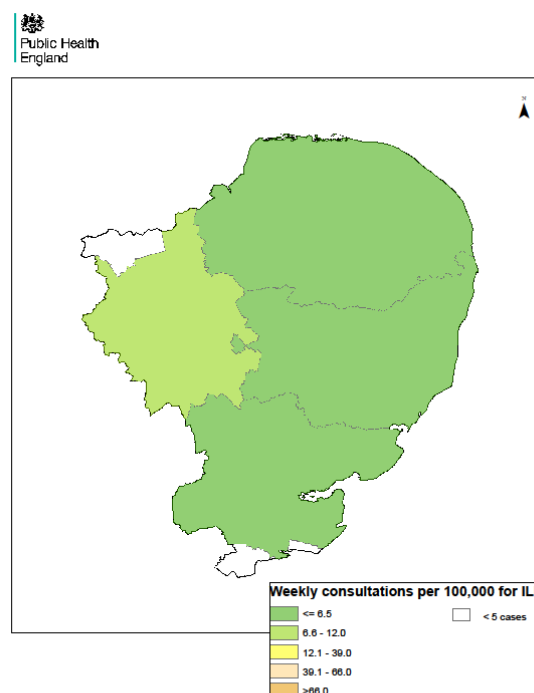 Public Health
England
Weekly consultations per 100,000 for IL
<= 6.5
< 5 cases
6.6 - 12.0
12.1 - 39.0
39.1 - 66.0
>66.0